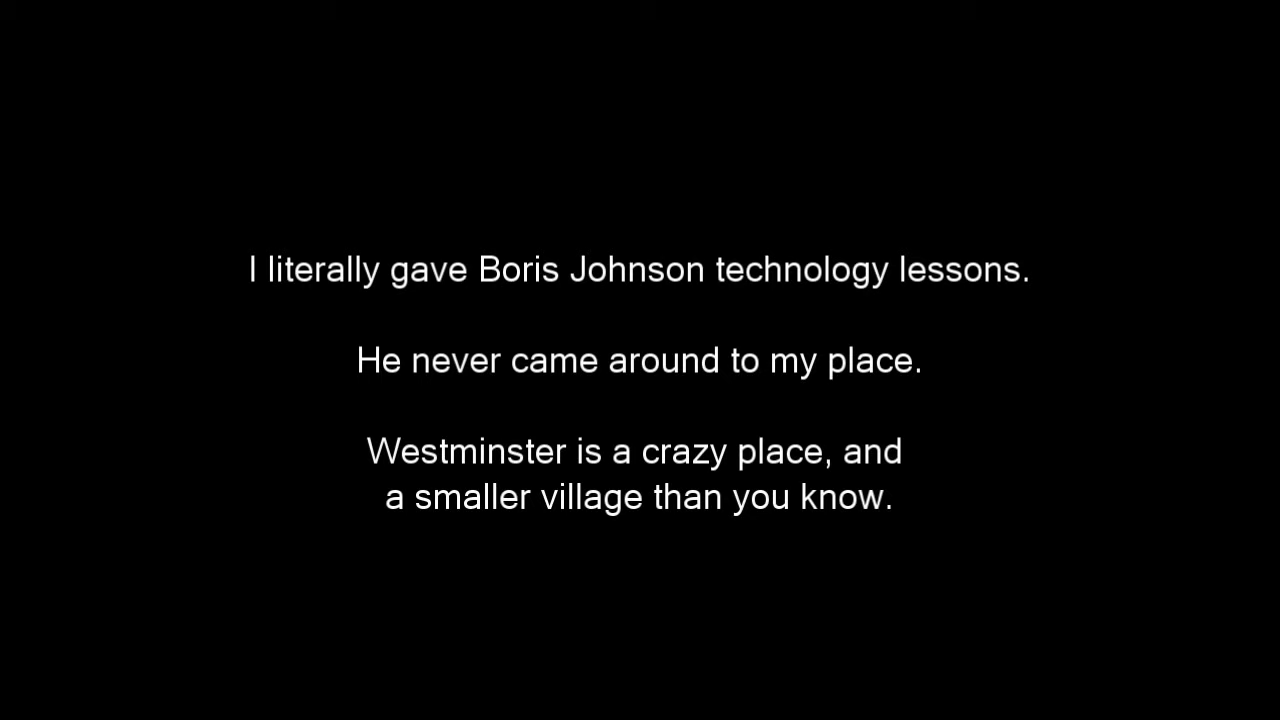 I literally gave Boris Johnson technology lessons.
He never came around to my place.
Westminster is a crazy place, and
a smaller village than you know.